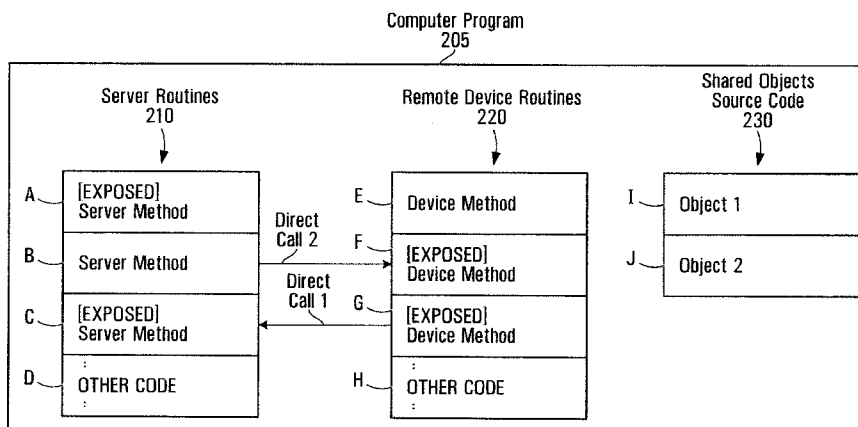 Computer Program
205
Server Routines
210
Remote Device Routines
220
Shared Objects
Source Code
230
A
[EXPOSED]
Server Method
B
Server Method
C
[EXPOSED]
Server Method
D
:
OTHER CODE
:
Direct
Call 2
Direct
Call 1
E
Device Method
F
[EXPOSED]
Device Method
G
[EXPOSED]
Device Method
H
:
OTHER CODE
:
I
Object 1
J
Object 2